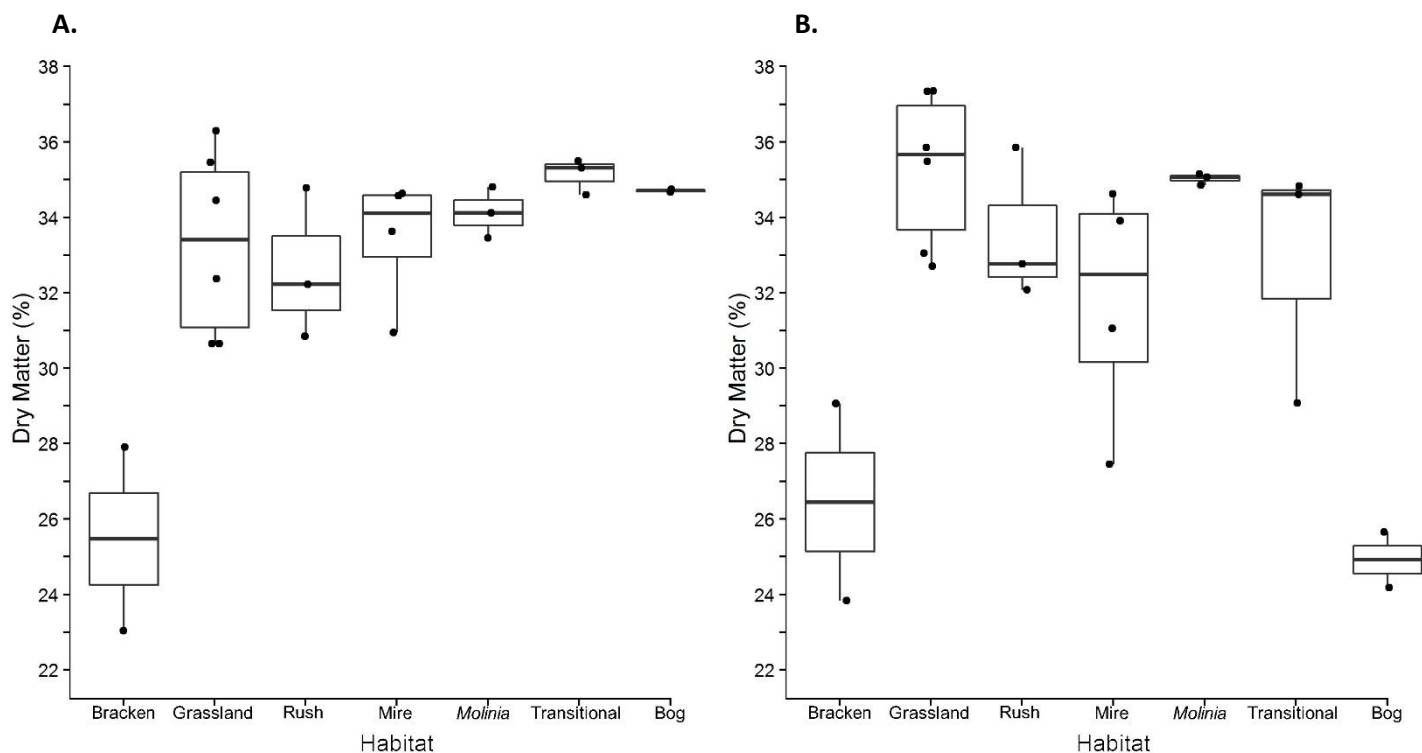 A.
38
36
34
32
30
28
26
24
22
Dry Matter (%)
Bracken Grassland Rush Mire Molinia Transitional Bog
Habitat
B.
38
36
34
32
30
28
26
24
22
Dry Matter (%)
Bracken Grassland Rush Mire Molinia Transitional Bog
Habitat